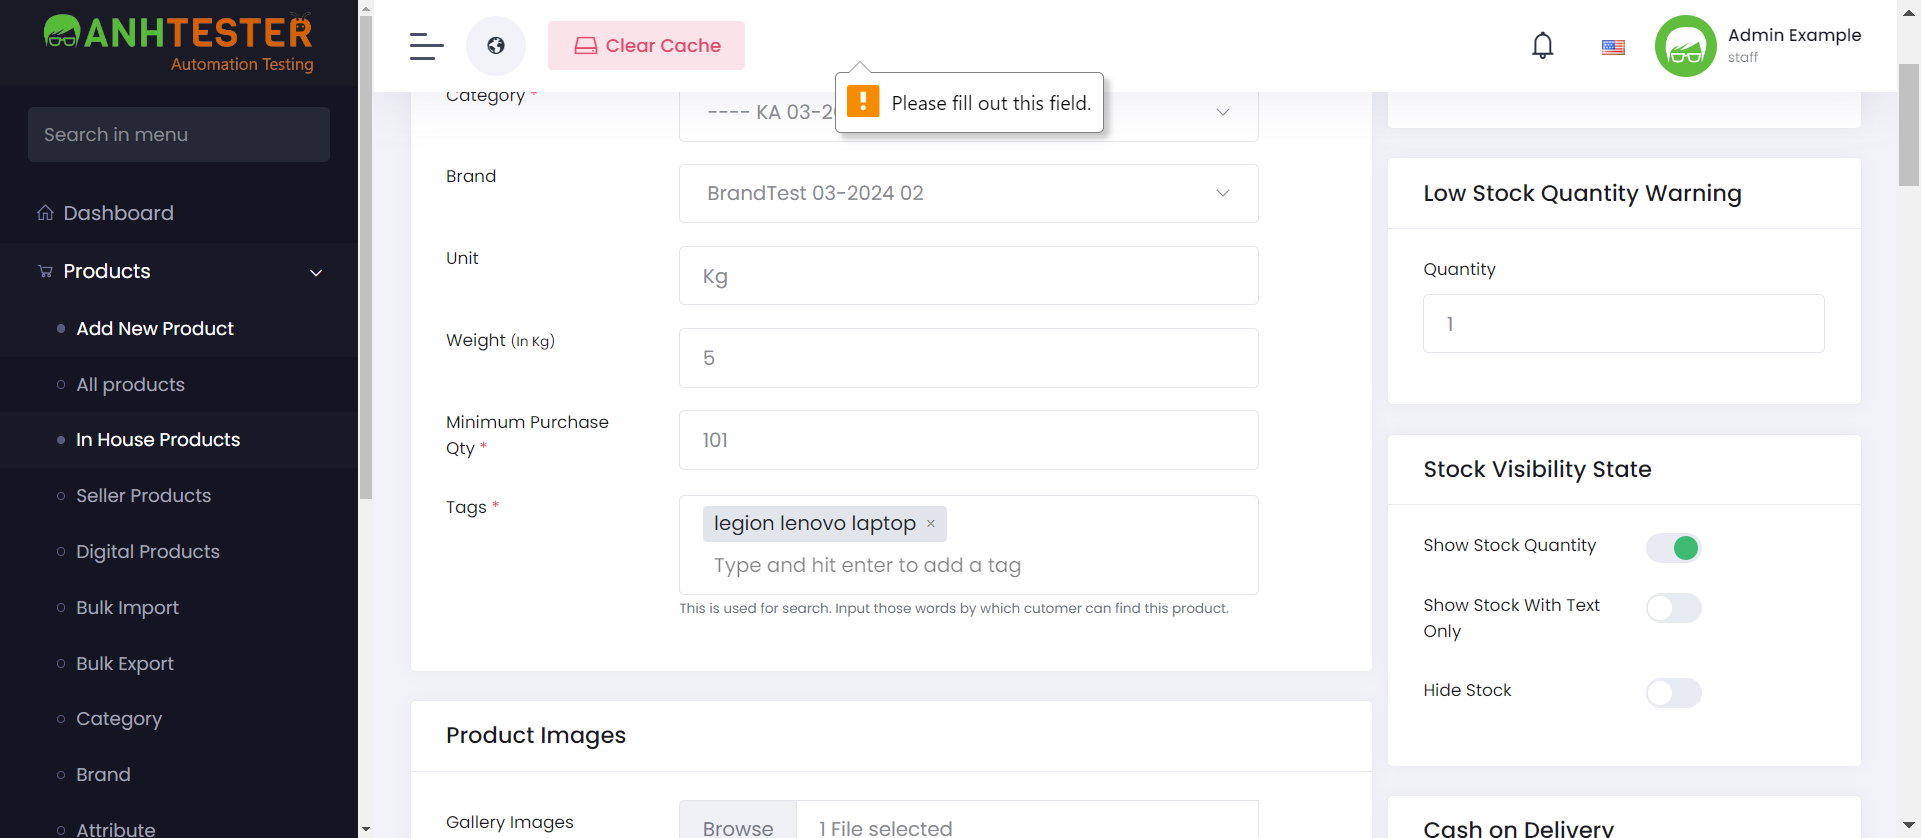 ANHTESTER
Automation Testing
Search in menu
Dashboard
Products
Add New Product
All products
In House Products
Seller Products
Digital Products
Bulk Import
Bulk Export
Category
Brand
Attribute
Clear Cache
Admin Example
staff
Please fill out this field.
Category *
---- KA 03-20
Brand
BrandTest 03-2024 02
Unit
Kg
Weight (In Kg)
5
Minimum Purchase
Qty *
101
Tags *
legion lenovo laptop ×
Type and hit enter to add a tag
This is used for search. Input those words by which cutomer can find this product.
Product Images
Gallery Images
Browse
1 File selected
Low Stock Quantity Warning
Quantity
1
Stock Visibility State
Show Stock Quantity
Show Stock With Text
Only
Hide Stock
Cash on Delivery